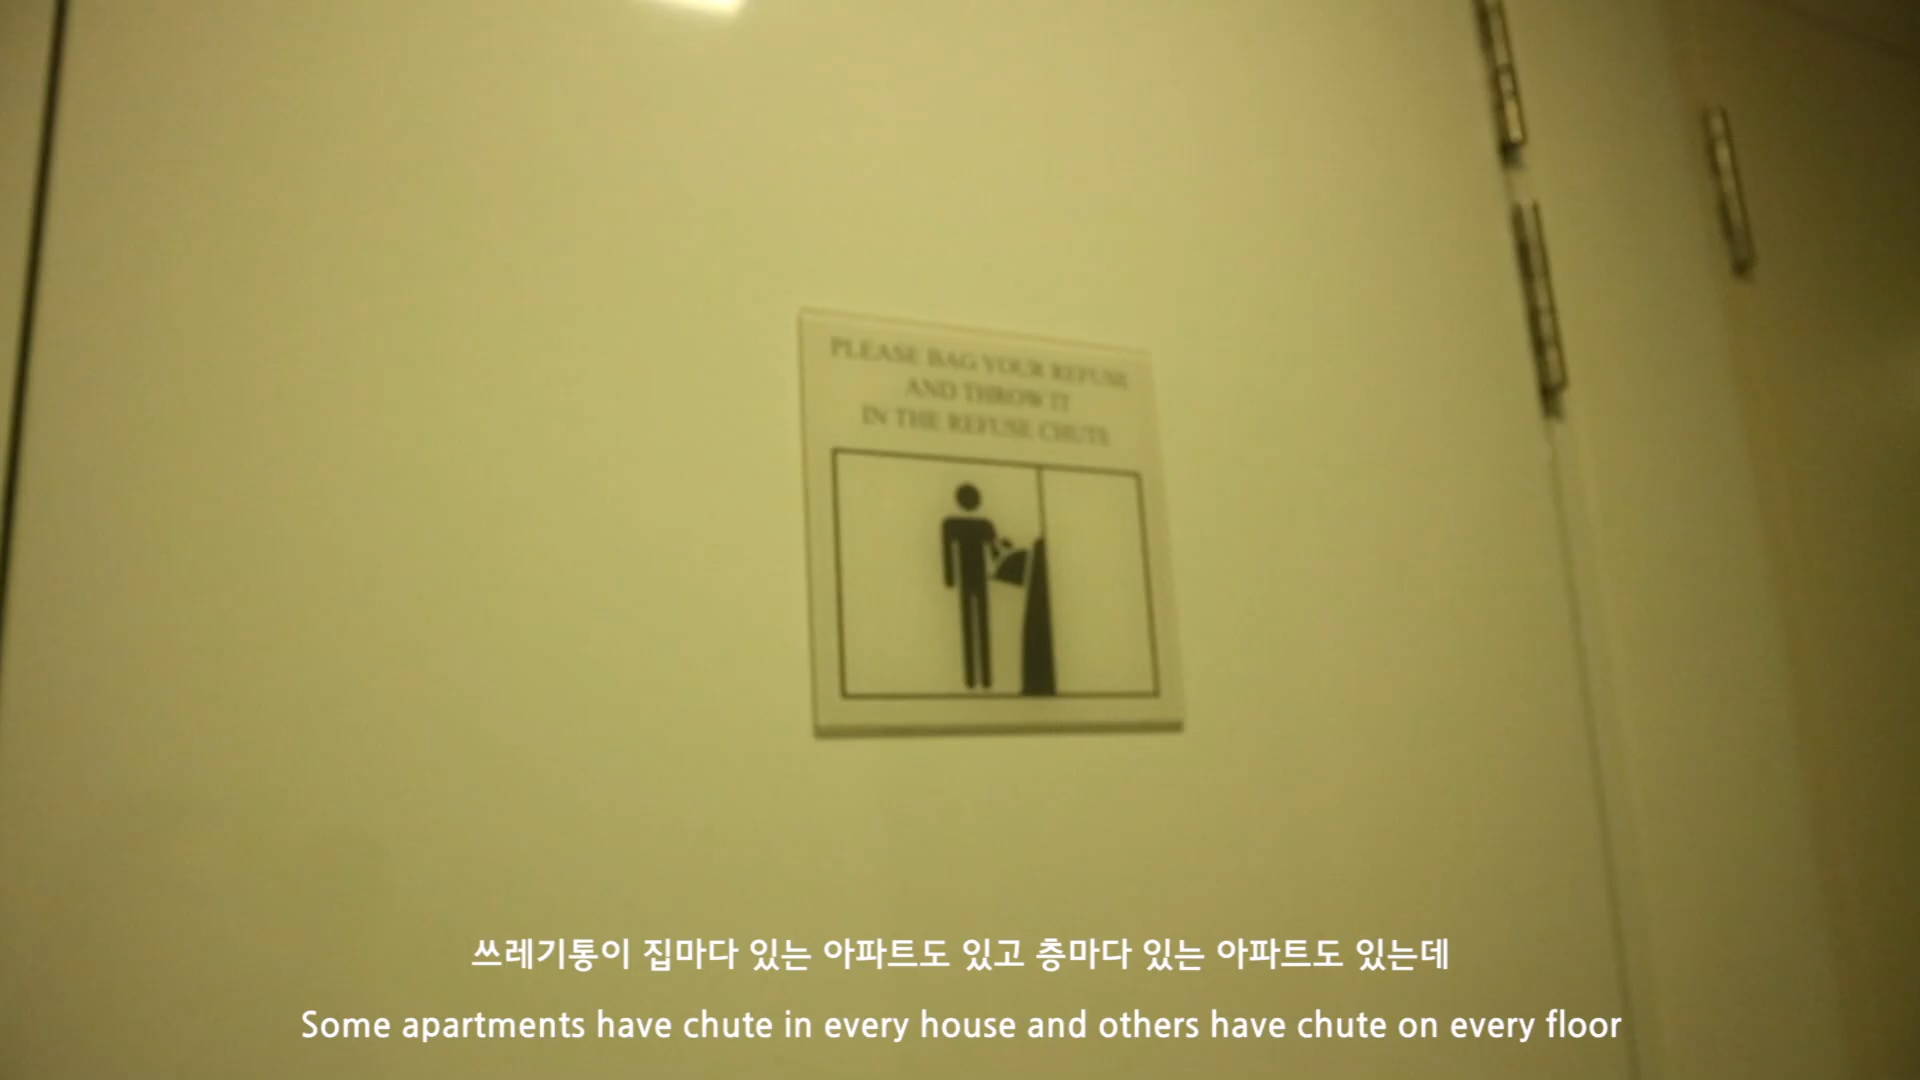 PLEASE BAG YOUR REFUSE
AND THROW IT
IN THE REFUSE CHUTE
쓰레기통이 집마다 있는 아파트도 있고 층마다 있는 아파트도 있는데
Some apartments have chute in every house and others have chute on every floor